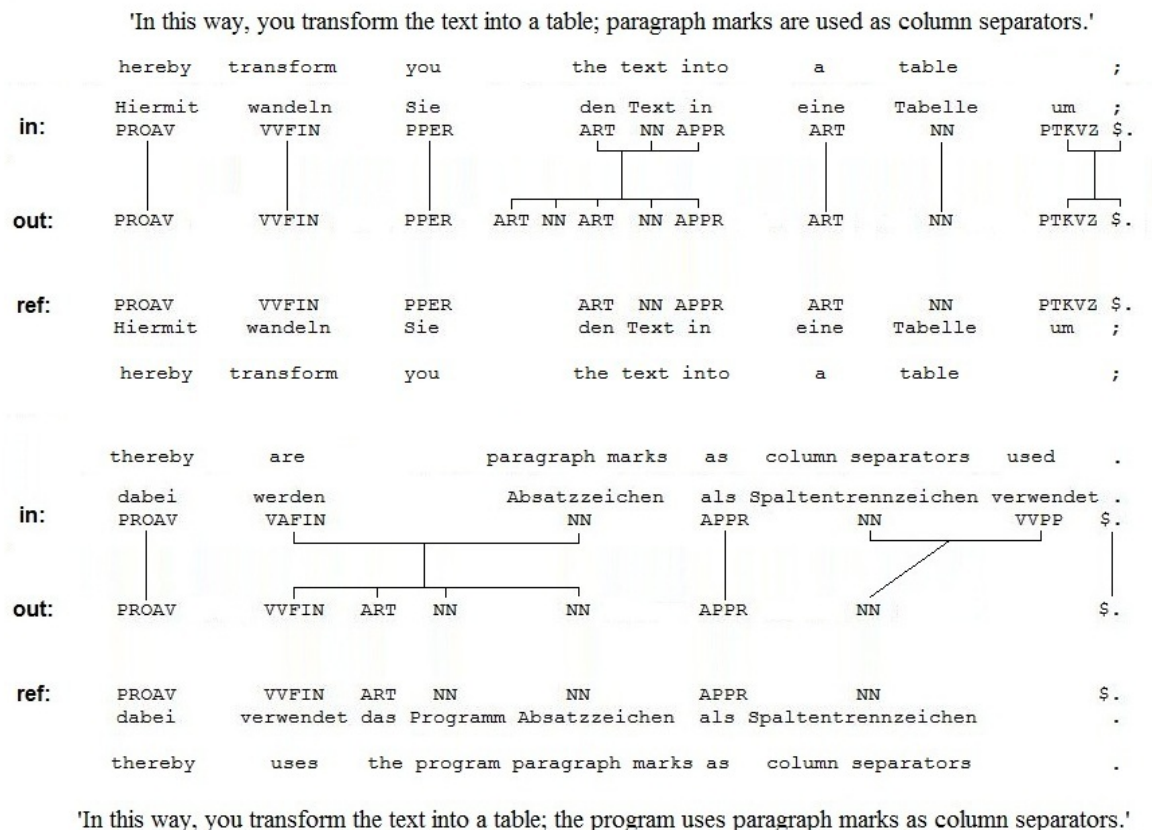 'In this way, you transform the text into a table; paragraph marks are used as column separators.'
hereby transform you the text into a table ;
Hiermit wandeln Sie den Text in eine Tabelle um ;
in: PROAV VVFIN PPER ART NN APPR ART NN PTKVZ $.
out: PROAV VVFIN PPER ART NN ART NN APPR ART NN PTKVZ $.
ref: PROAV VVFIN PPER ART NN APPR ART NN PTKVZ $.
Hiermit wandeln Sie den Text in eine Tabelle um ;
hereby transform you the text into a table ;
thereby are paragraph marks as column separators used .
dabei werden Absatzzeichen als Spaltentrennzeichen verwendet .
in: PROAV VAFIN NN APPR NN VVPP $.
out: PROAV VVFIN ART NN NN APPR NN $.
ref: PROAV VVFIN ART NN NN APPR NN $.
dabei verwendet das Programm Absatzzeichen als Spaltentrennzeichen .
thereby uses the program paragraph marks as column separators .
'In this way, you transform the text into a table; the program uses paragraph marks as column separators.'